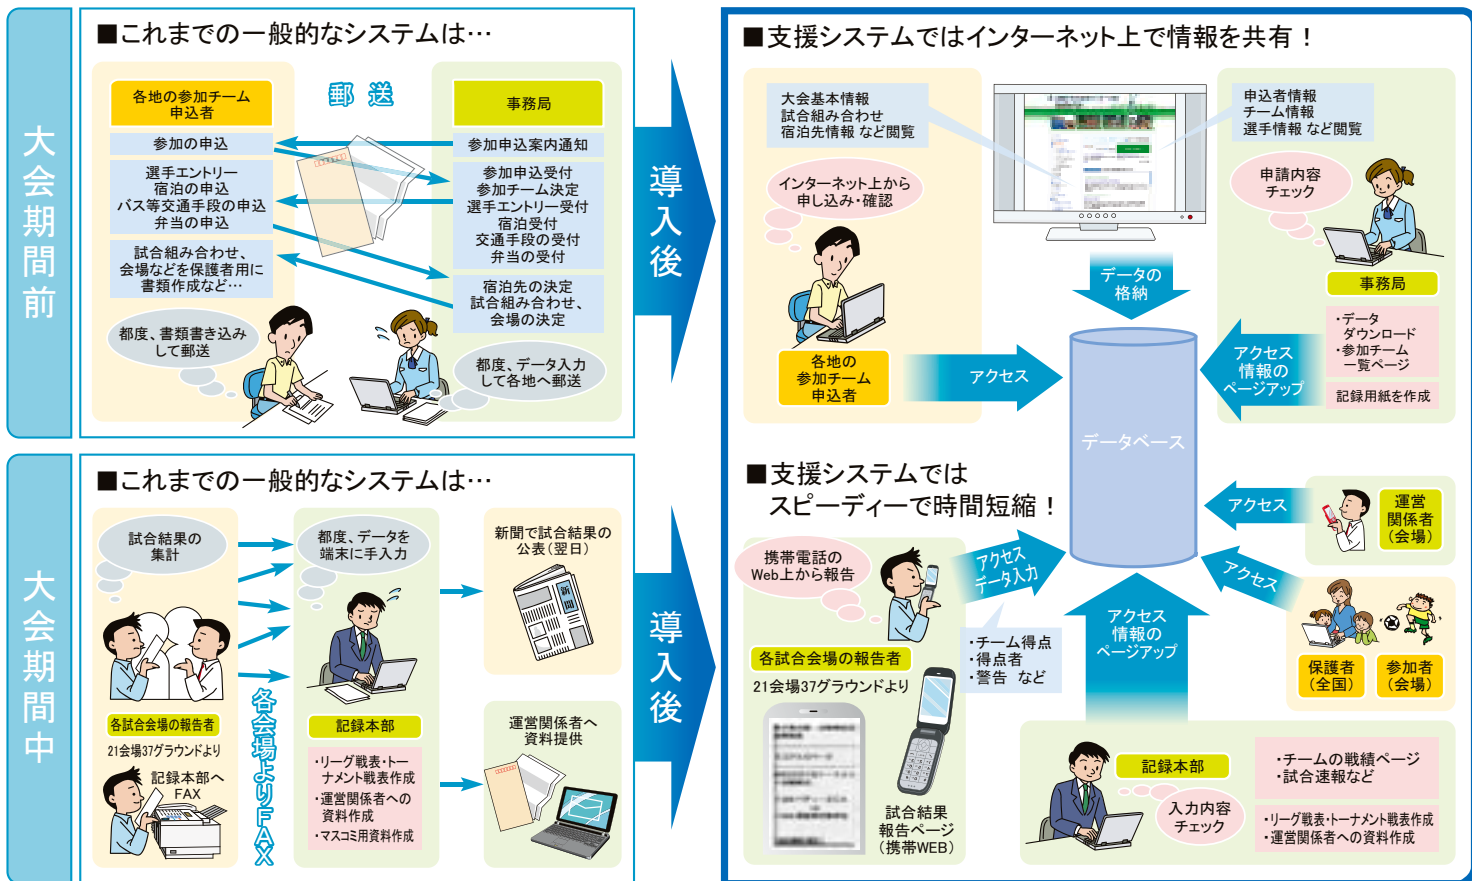 大会期間前
■これまでの一般的なシステムは…
各地の参加チーム
申込者
郵送
事務局
参加の申込
参加申込案内通知
選手エントリー
宿泊の申込
バス等交通手段の申込
弁当の申込
参加申込受付
参加チーム決定
選手エントリー受付
宿泊受付
交通手段の受付
弁当の受付
試合組み合わせ、
会場などを保護者用に
書類作成など…
宿泊先の決定
試合組み合わせ、
会場の決定
都度、書類書き込み
して郵送
都度、データ入力
して各地へ郵送
導入後
■支援システムではインターネット上で情報を共有！
大会基本情報
試合組み合わせ
宿泊先情報 など閲覧
申込者情報
チーム情報
選手情報 など閲覧
インターネット上から
申し込み・確認
申請内容
チェック
データの
格納
事務局
・データ
ダウンロード
・参加チーム
一覧ページ
記録用紙を作成
各地の
参加チーム
申込者
アクセス
アクセス
情報の
ページアップ
データベース
大会期間中
■これまでの一般的なシステムは…
試合結果の
集計
都度、データを
端末に手入力
新聞で試合結果の
公表（翌日）
新聞
各試合会場の報告者
21会場37グラウンドより
記録本部へ
FAX
各会場よりFAX
記録本部
・リーグ戦表・トー
ナメント戦表作成
・運営関係者への
資料作成
・マスコミ用資料作成
運営関係者へ
資料提供
導入後
■支援システムでは
スピーディーで時間短縮！
携帯電話の
Web上から報告
アクセス
データ入力
・チーム得点
・得点者
・警告 など
各試合会場の報告者
21会場37グラウンドより
試合結果
報告ページ
（携帯WEB）
アクセス
情報の
ページアップ
アクセス
運営
関係者
（会場）
アクセス
保護者
（全国）
参加者
（会場）
記録本部
入力内容
チェック
・チームの戦績ページ
・試合速報など
・リーグ戦表・トーナメント戦表作成
・運営関係者への資料作成